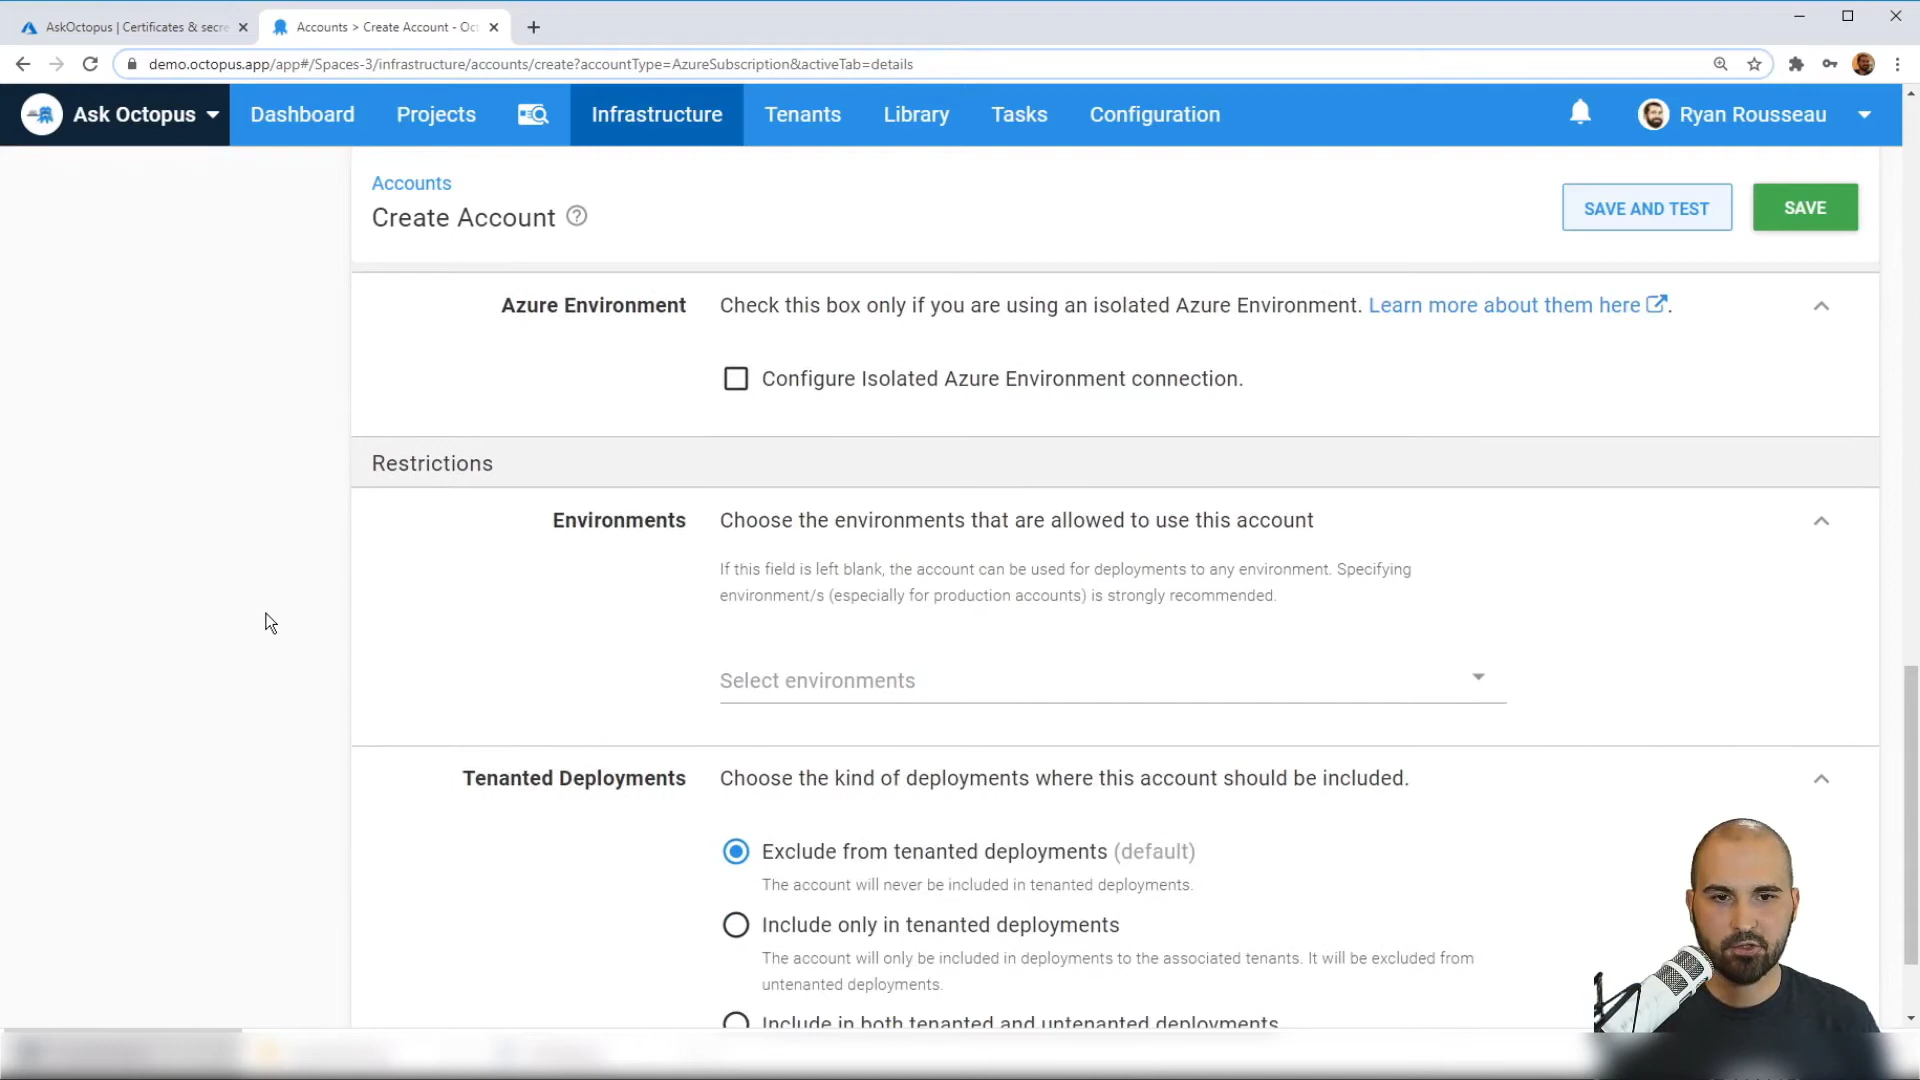 AskOctopus | Certificates & secre
Accounts > Create Account - Oct
demo.octopus.app/app#/Spaces-3/infrastructure/accounts/create?accountType=AzureSubscription&activeTab=details
Ask Octopus Dashboard Projects Infrastructure Tenants Library Tasks Configuration Ryan Rousseau
Accounts
Create Account
SAVE AND TEST SAVE
Azure Environment Check this box only if you are using an isolated Azure Environment. Learn more about them here.
Configure Isolated Azure Environment connection.
Restrictions
Environments Choose the environments that are allowed to use this account
If this field is left blank, the account can be used for deployments to any environment. Specifying
environment/s (especially for production accounts) is strongly recommended.
Select environments
Tenanted Deployments Choose the kind of deployments where this account should be included.
Exclude from tenanted deployments (default)
The account will never be included in tenanted deployments.
Include only in tenanted deployments
The account will only be included in deployments to the associated tenants. It will be excluded from
untenanted deployments.
Include in both tenanted and untenanted deployments